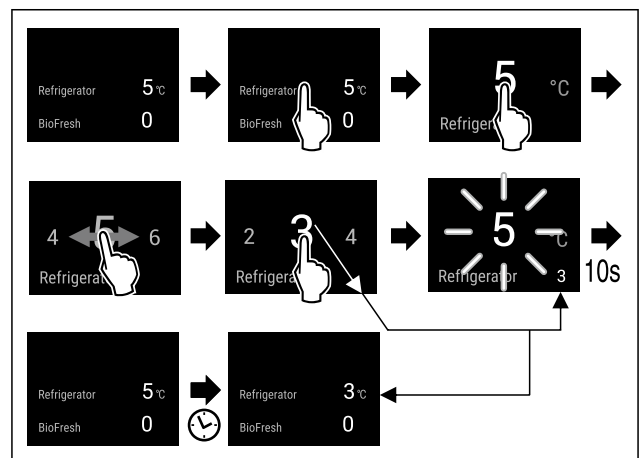 Refrigerator 5 °C
BioFresh 0
Refrigerator 5 °C
BioFresh 0
5 °C
Refriger
4 5 6
Refrigerat
2 3 4
Refrigera
5 °C
Refrigerator 3
10s
Refrigerator 5 °C
BioFresh 0
Refrigerator 3 °C
BioFresh 0